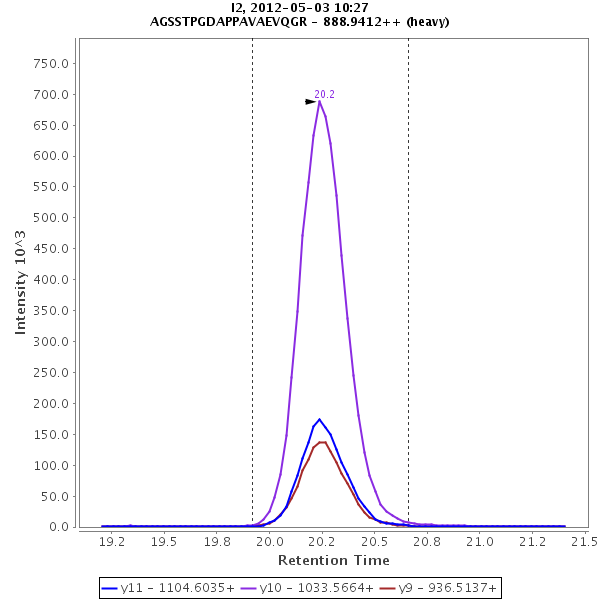 I2, 2012-05-03 10:27
AGSSTPGDAPPAVAEVQGR - 888.9412++ (heavy)
Intensity 10^3
750.0
700.0
650.0
600.0
550.0
500.0
450.0
400.0
350.0
300.0
250.0
200.0
150.0
100.0
50.0
0.0
20.2
19.2 19.5 19.8 20.0 20.2 20.5 20.8 21.0 21.2 21.5
Retention Time
y11 - 1104.6035+ y10 - 1033.5664+ y9 - 936.5137+